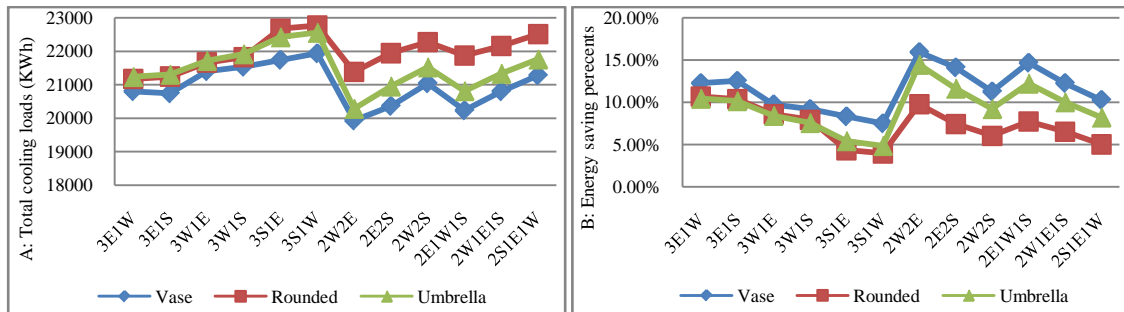 A: Total cooling loads (KWh)
23000
22000
21000
20000
19000
18000
3E1W 3E1S 3W1E 3W1S 3S1E 3S1W 2W2E 2E2S 2W2S 2E1W1S 2W1E1S 2S1E1W
Vase Rounded Umbrella
B: Energy saving pereccents
20.00%
15.00%
10.00%
5.00%
0.00%
3E1W 3E1S 3W1E 3W1S 3S1E 3S1W 2W2E 2E2S 2W2S 2E1W1S 2W1E1S 2S1E1W
Vase Rounded Umbrella